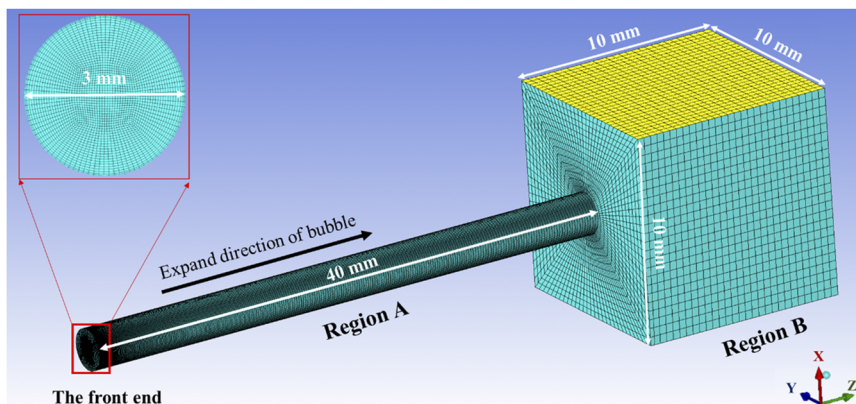 3 mm
10 mm
10 mm
10 mm
Expand direction of bubble
40 mm
Region A
Region B
The front end
X
Y
Z